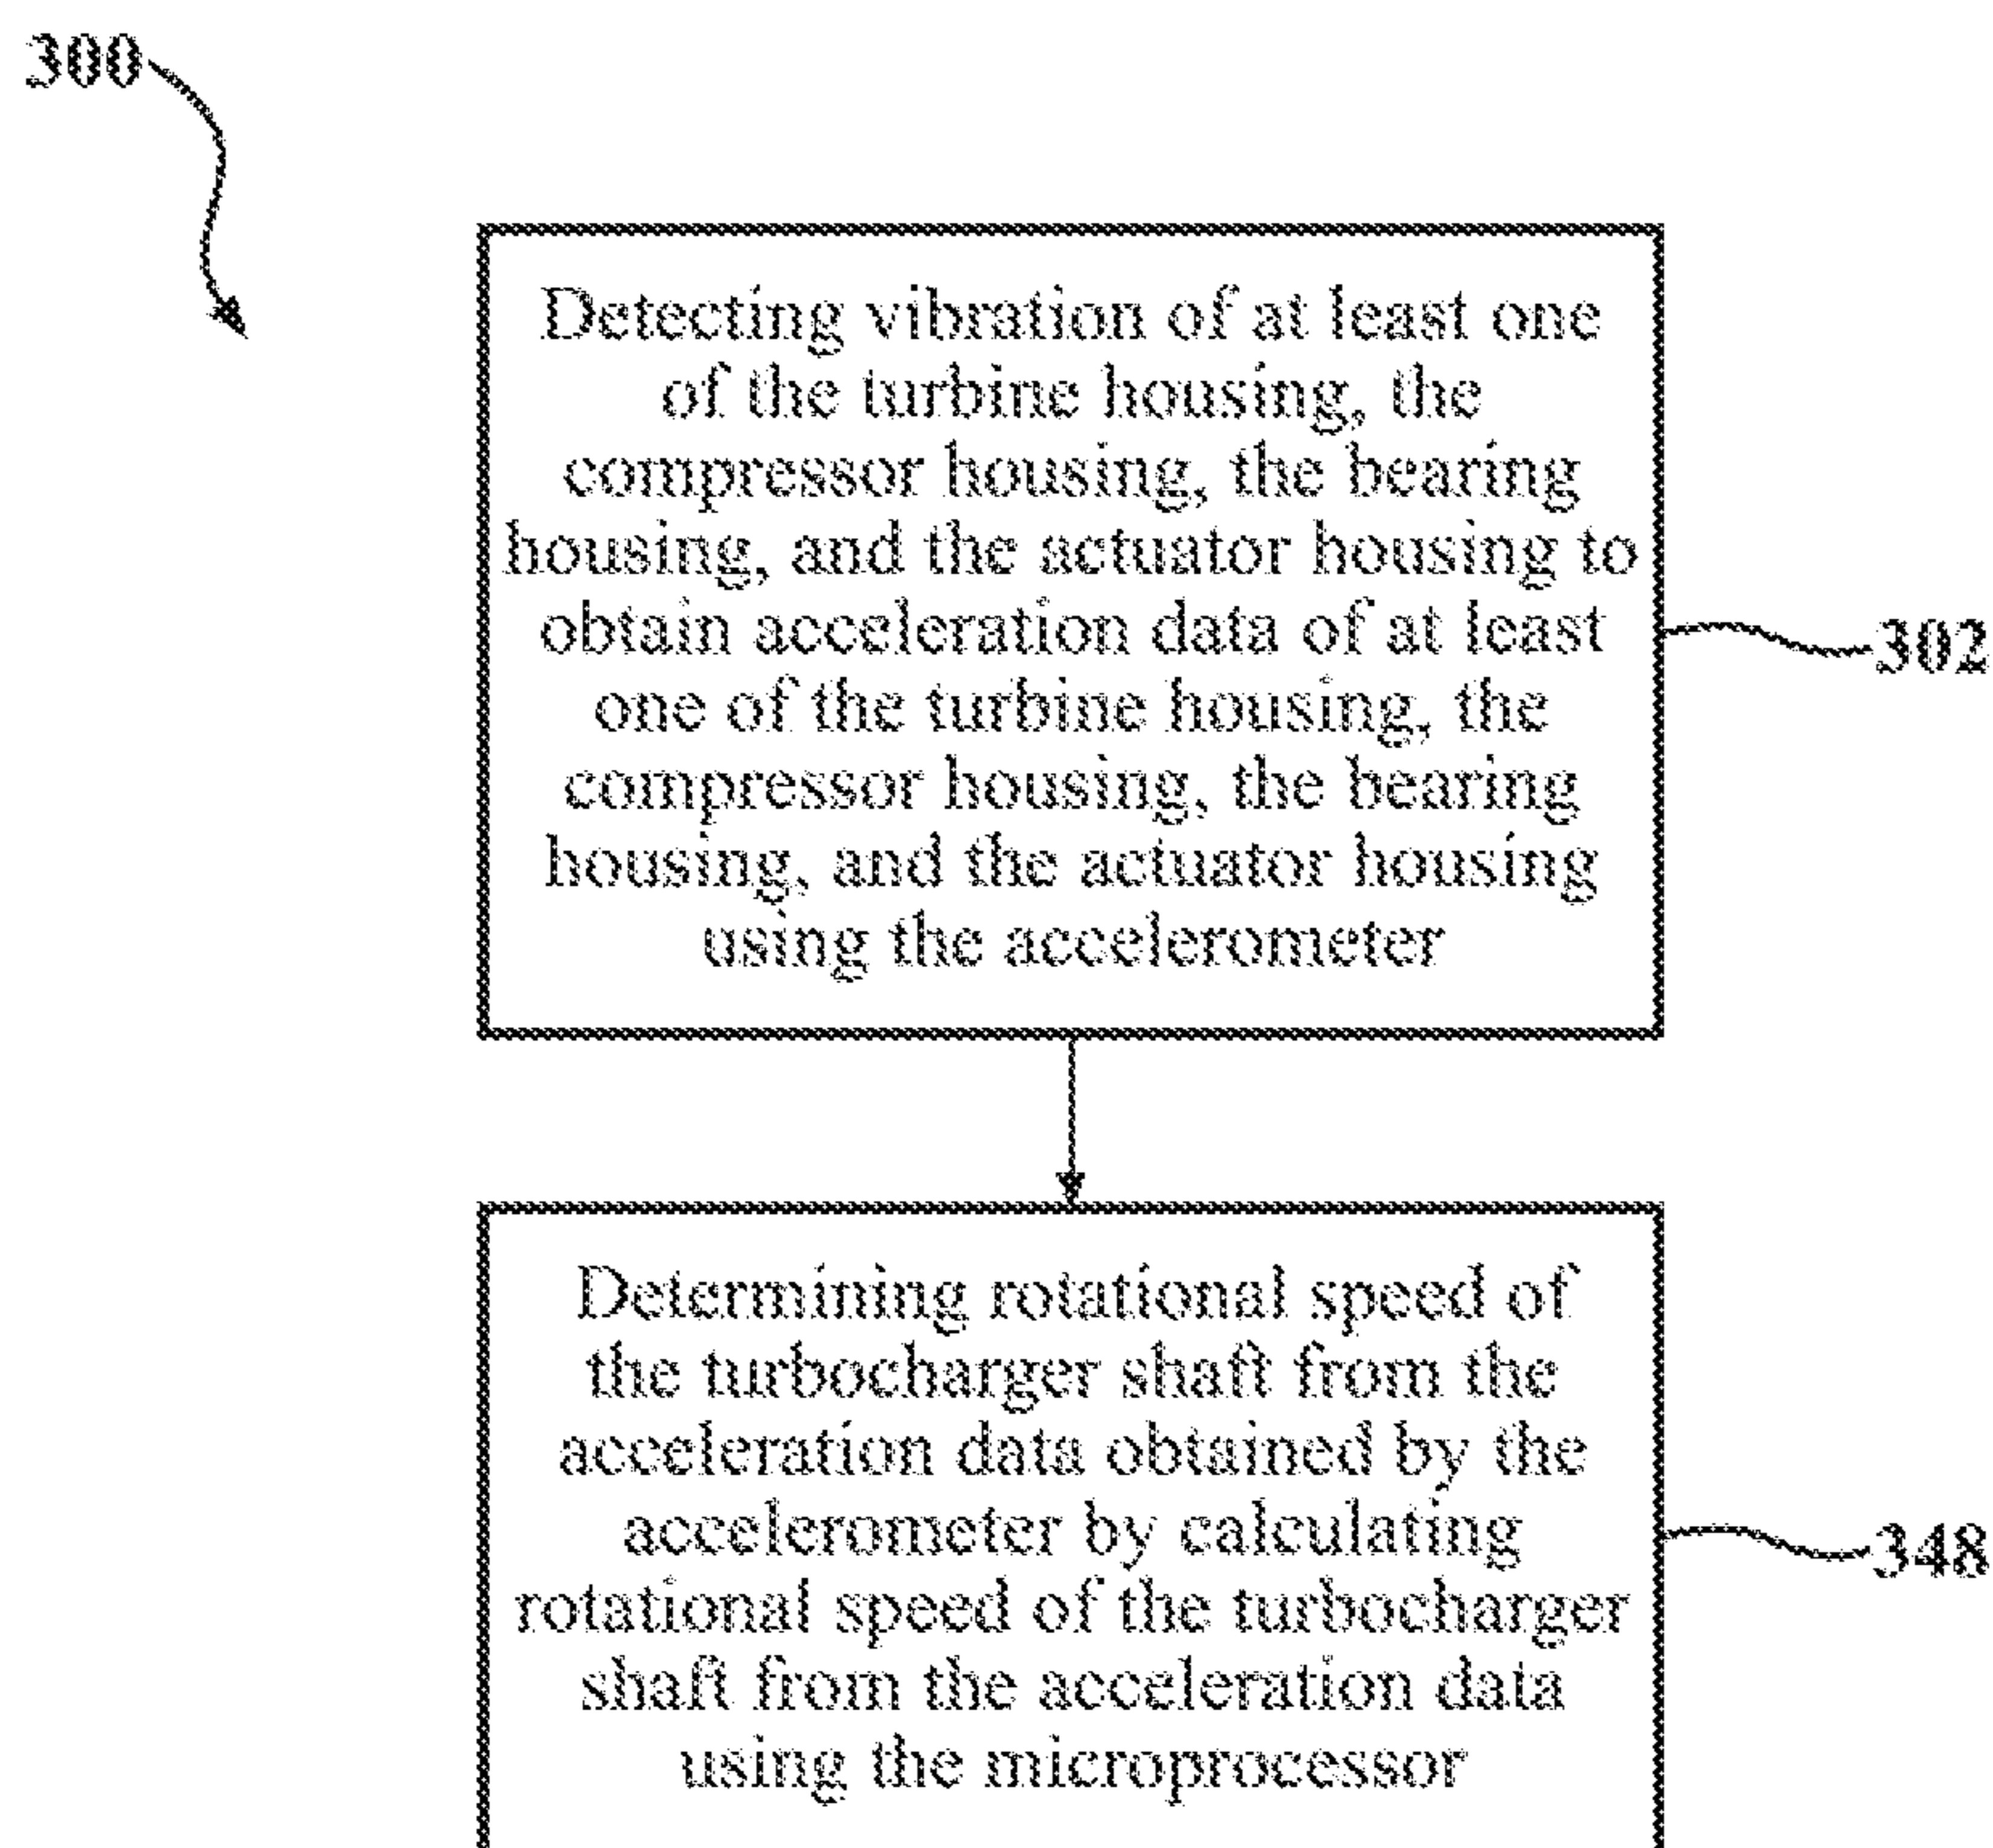 300
Detecting vibration of at least one
of the turbine housing, the
compressor housing, the bearing
housing, and the actuator housing to
obtain acceleration data of at least
one of the turbine housing, the
compressor housing, the bearing
housing, and the actuator housing
using the accelerometer
302
Determining rotational speed of
the turbocharger shaft from the
acceleration data obtained by the
accelerometer by calculating
rotational speed of the turbocharger
shaft from the acceleration data
using the microprocessor
348